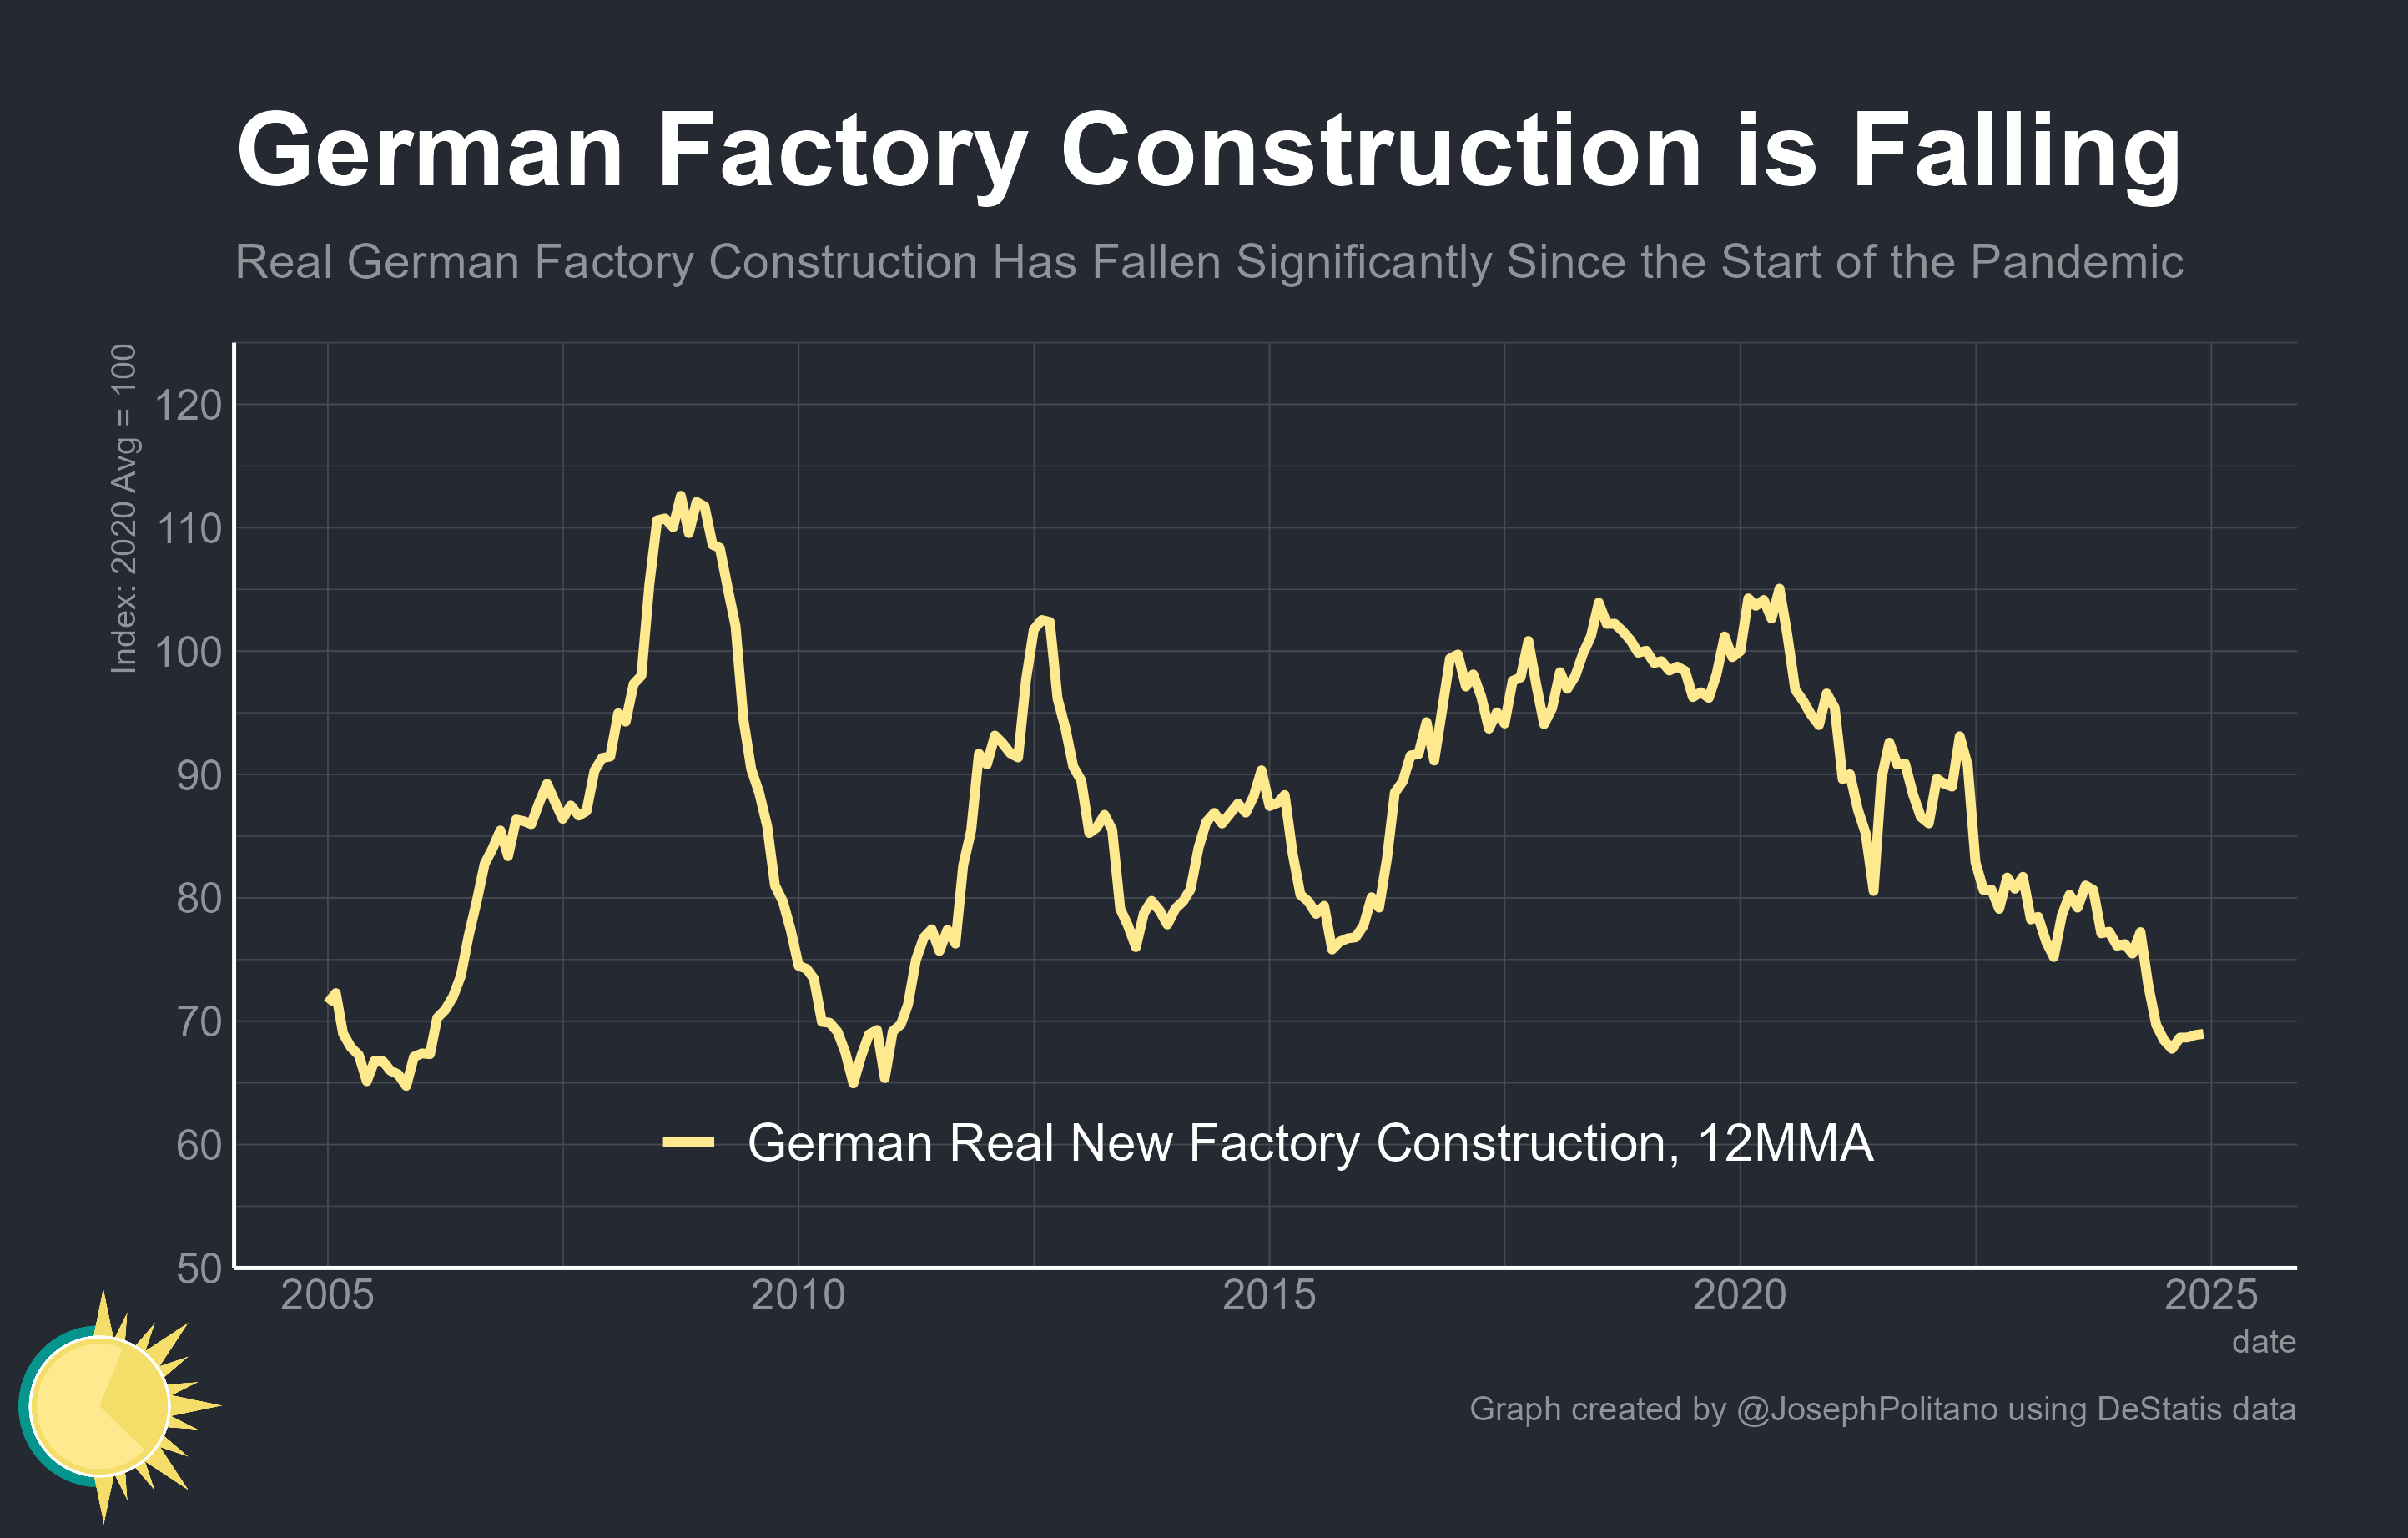 German Factory Construction is Falling
Real German Factory Construction Has Fallen Significantly Since the Start of the Pandemic
Index: 2020 Avg = 100
120
110
100
90
80
70
60
50
German Real New Factory Construction, 12MMA
2005 2010 2015 2020 2025
date
Graph created by @JosephPolitano using DeStatis data